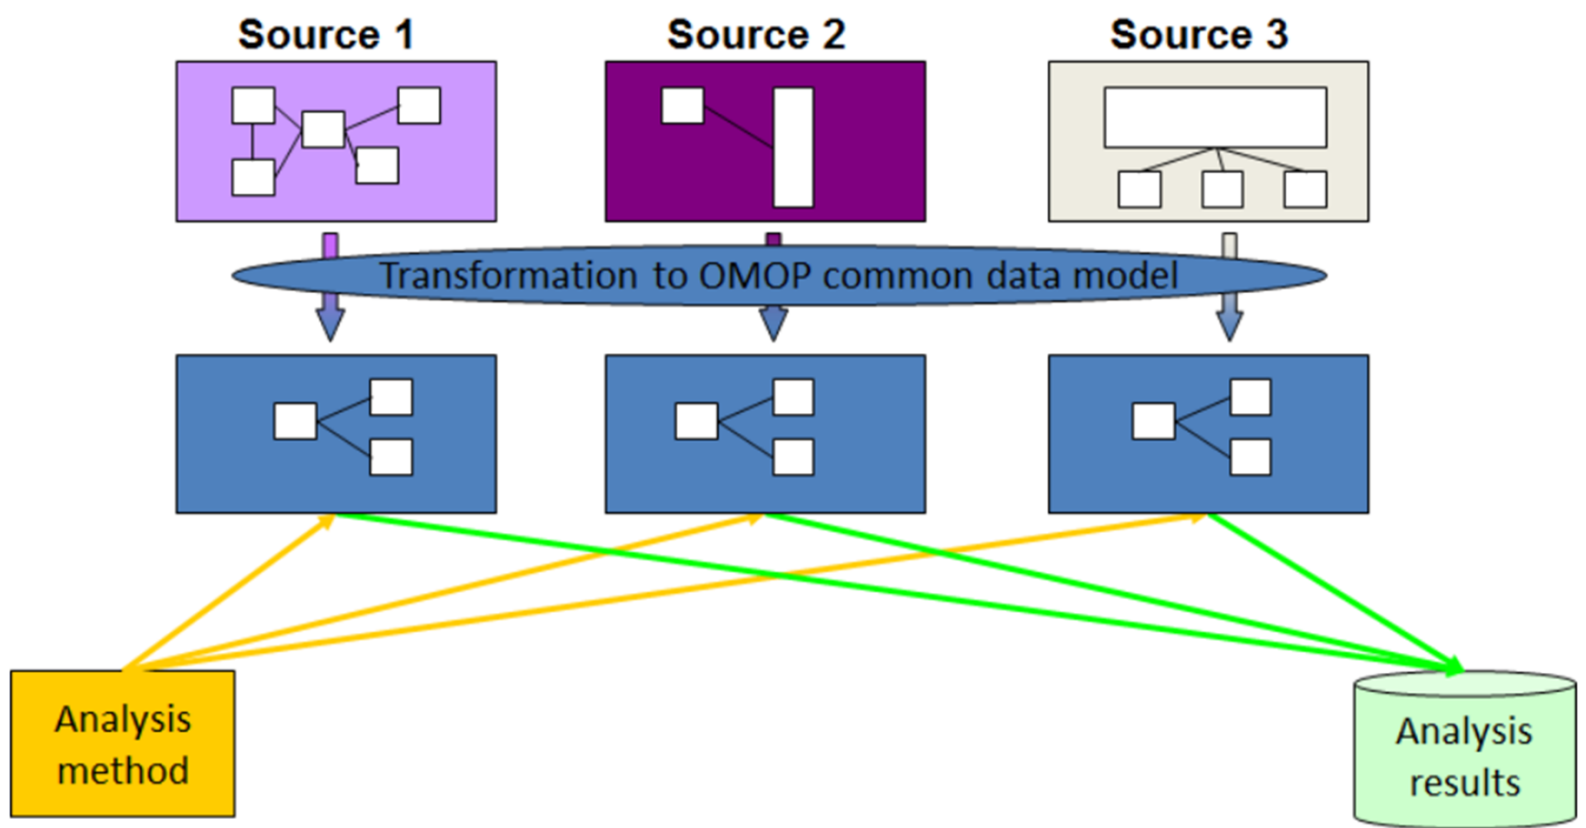 Source 1
Source 2
Source 3
Transformation to OMOP common data model
Analysis
method
Analysis
results